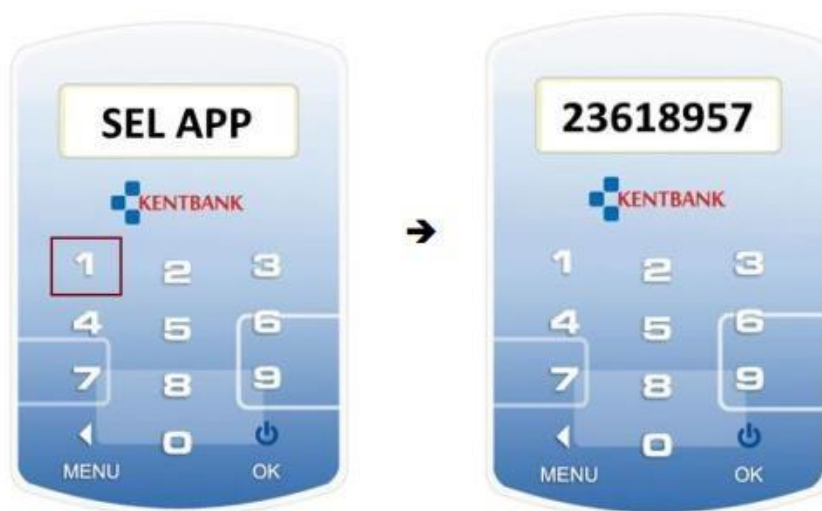 SEL APP
KENTBANK
1 2 3
4 5 6
7 8 9
0
MENU OK
23618957
KENTBANK
1 2 3
4 5 6
7 8 9
0
MENU OK